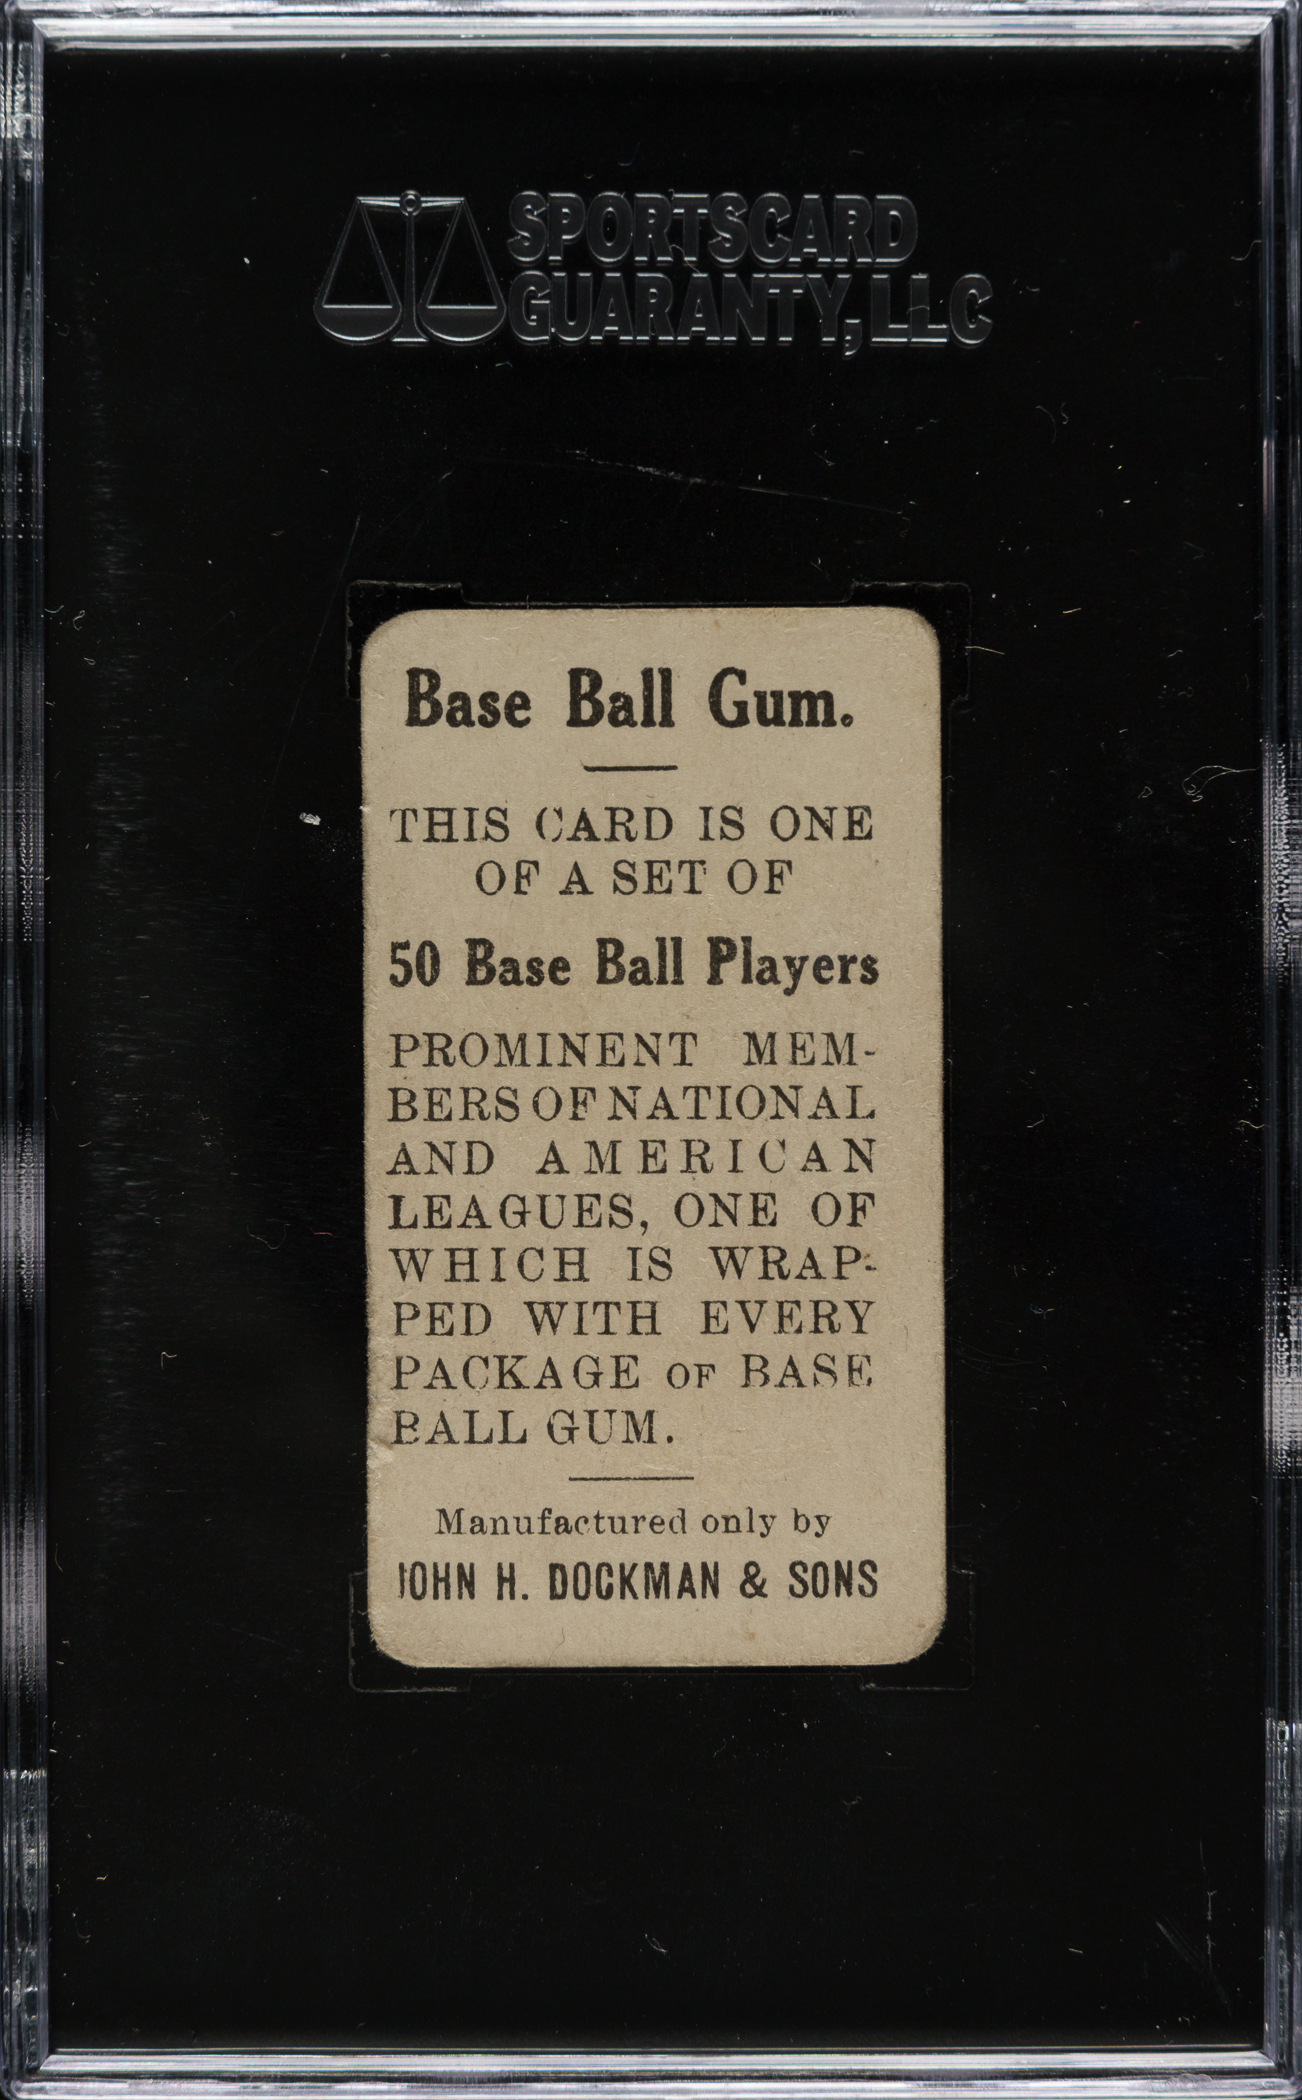 SPORTSCARD
GUARANTY, LLC
Base Ball Gum.
THIS CARD IS ONE
OF A SET OF
50 Base Ball Players
PROMINENT MEM-
BERS OF NATIONAL
AND AMERICAN
LEAGUES, ONE OF
WHICH IS WRAP-
PED WITH EVERY
PACKAGE OF BASE
BALL GUM.
Manufactured only by
JOHN H. DOCKMAN & SONS